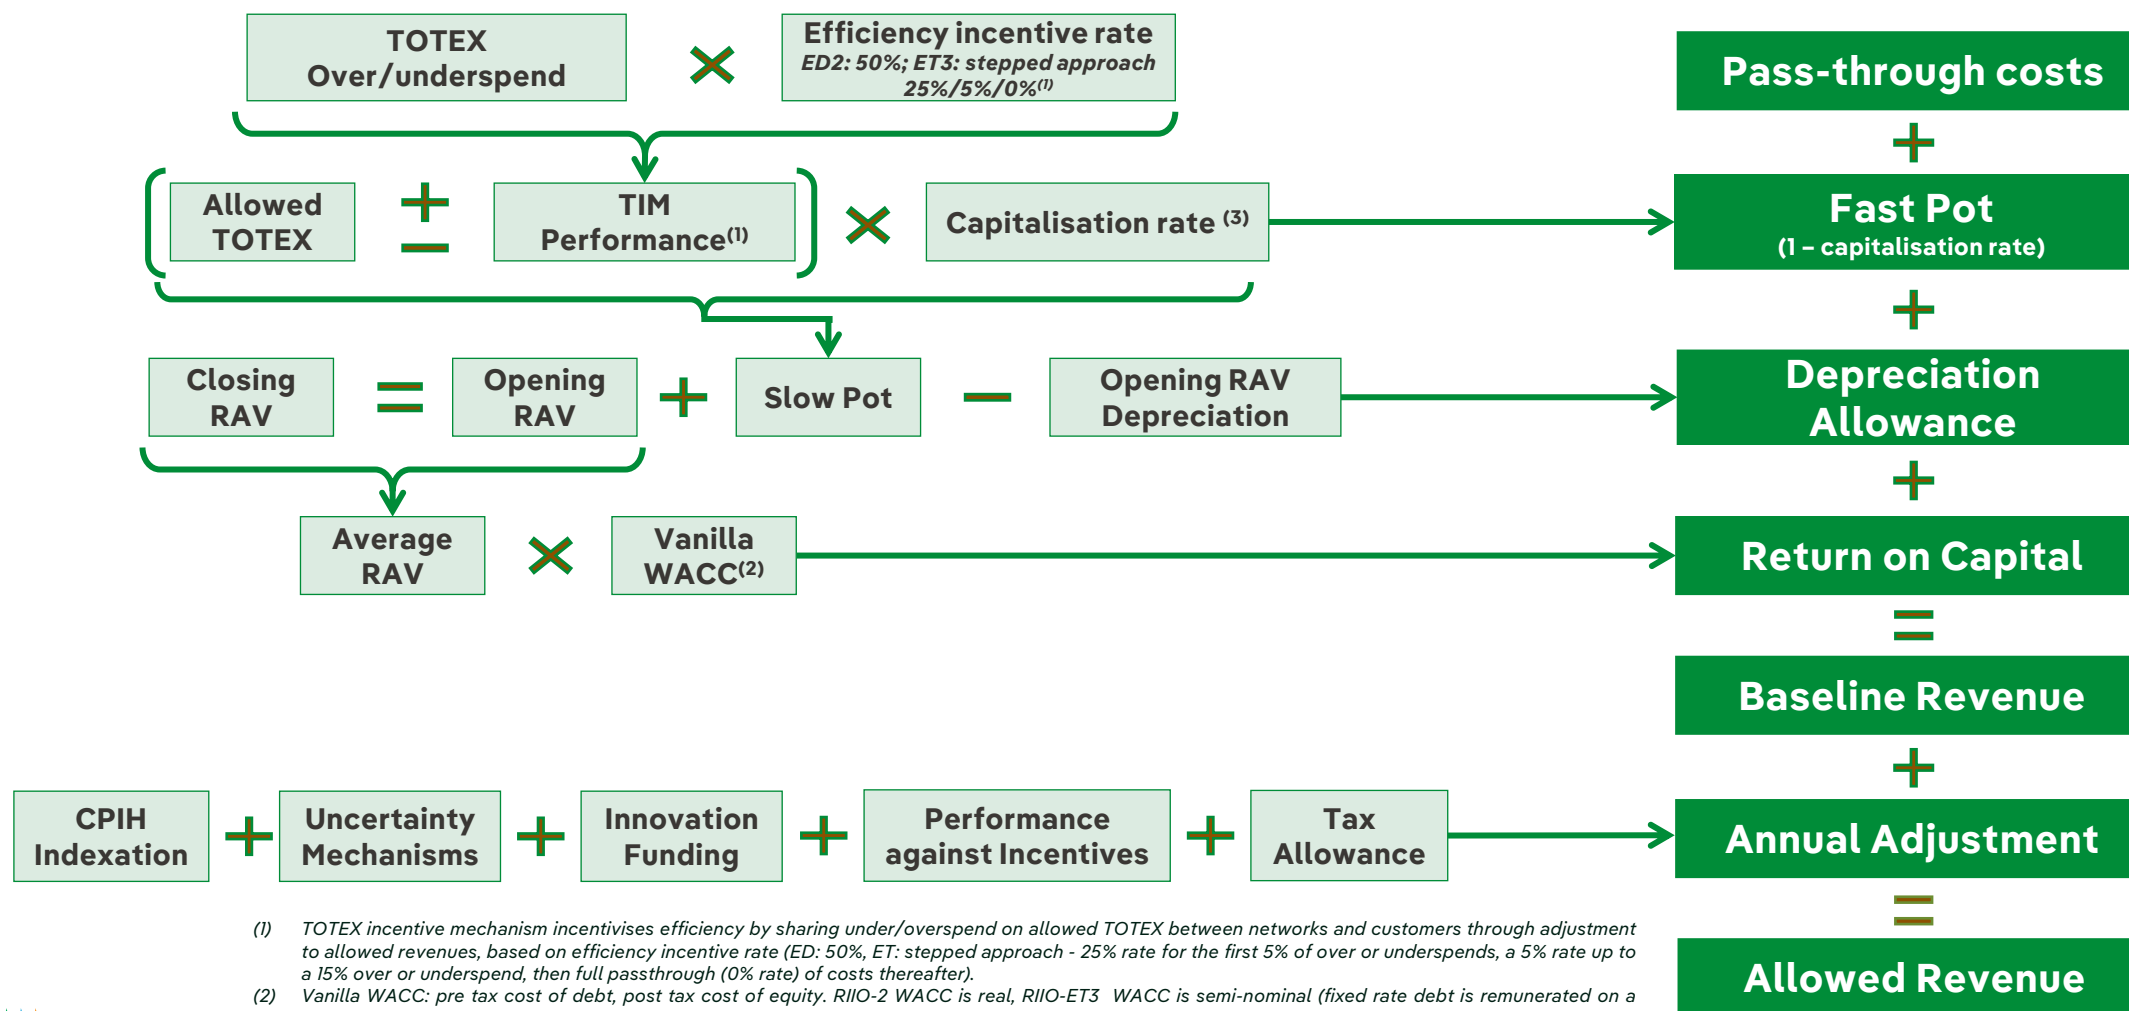 TOTEX
Over/underspend
Efficiency incentive rate
ED2: 50%; ET3: stepped approach
25%/5%/0%(1)
Pass-through costs
+
Allowed
TOTEX
+
−
TIM
Performance(1)
×
Capitalisation rate (3)
Fast Pot
(1 – capitalisation rate)
+
Closing
RAV
=
Opening
RAV
+
Slow Pot
−
Opening RAV
Depreciation
Depreciation
Allowance
+
Average
RAV
×
Vanilla
WACC(2)
Return on Capital
=
Baseline Revenue
+
CPIH
Indexation
+
Uncertainty
Mechanisms
+
Innovation
Funding
+
Performance
against Incentives
+
Tax
Allowance
Annual Adjustment
=
Allowed Revenue
(1) TOTEX incentive mechanism incentivises efficiency by sharing under/overspend on allowed TOTEX between networks and customers through adjustment
to allowed revenues, based on efficiency incentive rate (ED: 50%, ET: stepped approach - 25% rate for the first 5% of over or underspends, a 5% rate up to
a 15% over or underspend, then full passthrough (0% rate) of costs thereafter).
(2) Vanilla WACC: pre tax cost of debt, post tax cost of equity. RIIO-2 WACC is real, RIIO-ET3 WACC is semi-nominal (fixed rate debt is remunerated on a